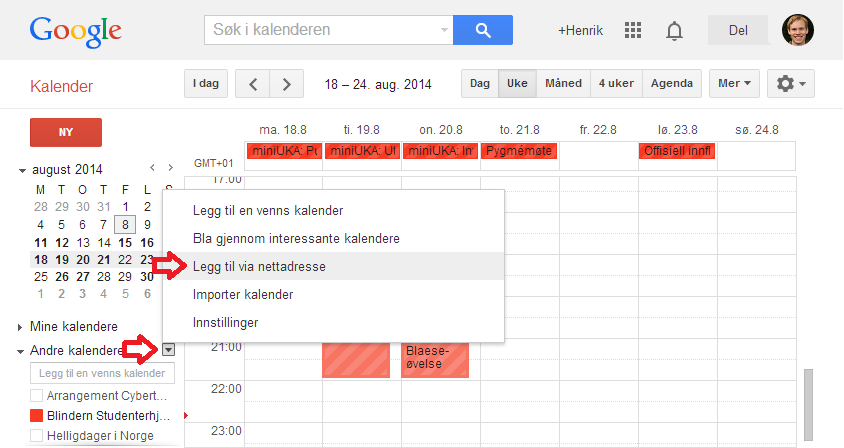 Google
Søk i kalenderen
+Henrik
Del
Kalender
I dag
18 – 24. aug. 2014
Dag
Uke
Måned
4 uker
Agenda
Mer
NY
august 2014
M T O T F L S
28 29 30 31 1 2
4 5 6 7 8 9
11 12 13 14 15 16
18 19 20 21 22 23
25 26 27 28 29 30
1 2 3 4 5 6
Mine kalendere
Andre kalendere
Legg til en venns kalender
Arrangement Cybert...
Blindern Studenterhj...
Helligdager i Norge
ma. 18.8
ti. 19.8
on. 20.8
to. 21.8
fr. 22.8
lø. 23.8
sø. 24.8
GMT+01
miniUKA: Po
miniUKA: Ut
miniUKA: In
Pygmémøte
Offisiell innfl
17:00
Legg til en venns kalender
Bla gjennom interessante kalendere
Legg til via nettadresse
Importer kalender
Innstillinger
21:00
Blaese-
øvelse
22:00
23:00